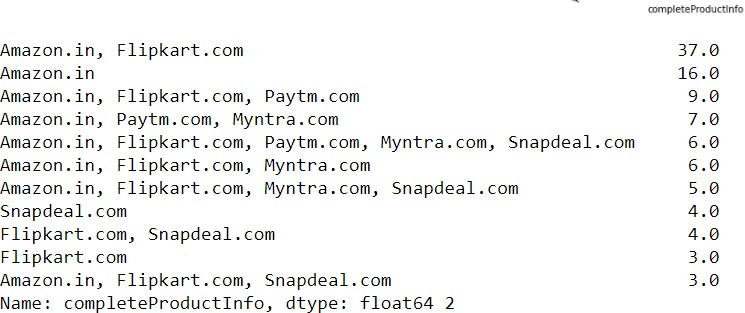 completeProductInfo
Amazon.in, Flipkart.com 37.0
Amazon.in 16.0
Amazon.in, Flipkart.com, Paytm.com 9.0
Amazon.in, Paytm.com, Myntra.com 7.0
Amazon.in, Flipkart.com, Paytm.com, Myntra.com, Snapdeal.com 6.0
Amazon.in, Flipkart.com, Myntra.com 6.0
Amazon.in, Flipkart.com, Myntra.com, Snapdeal.com 5.0
Snapdeal.com 4.0
Flipkart.com, Snapdeal.com 4.0
Flipkart.com 3.0
Amazon.in, Flipkart.com, Snapdeal.com 3.0
Name: completeProductInfo, dtype: float64 2